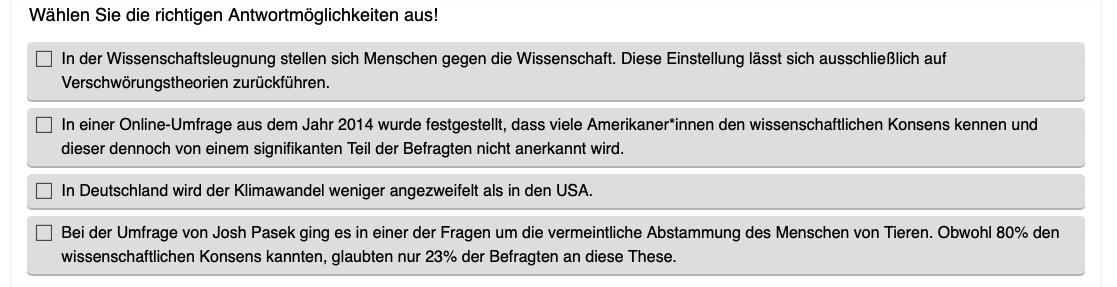 Wählen Sie die richtigen Antwortmöglichkeiten aus!
In der Wissenschaftsleugnung stellen sich Menschen gegen die Wissenschaft. Diese Einstellung lässt sich ausschließlich auf
Verschwörungstheorien zurückführen.
In einer Online-Umfrage aus dem Jahr 2014 wurde festgestellt, dass viele Amerikaner*innen den wissenschaftlichen Konsens kennen und
dieser dennoch von einem signifikanten Teil der Befragten nicht anerkannt wird.
In Deutschland wird der Klimawandel weniger angezweifelt als in den USA.
Bei der Umfrage von Josh Pasek ging es in einer der Fragen um die vermeintliche Abstammung des Menschen von Tieren. Obwohl 80% den
wissenschaftlichen Konsens kannten, glaubten nur 23% der Befragten an diese These.